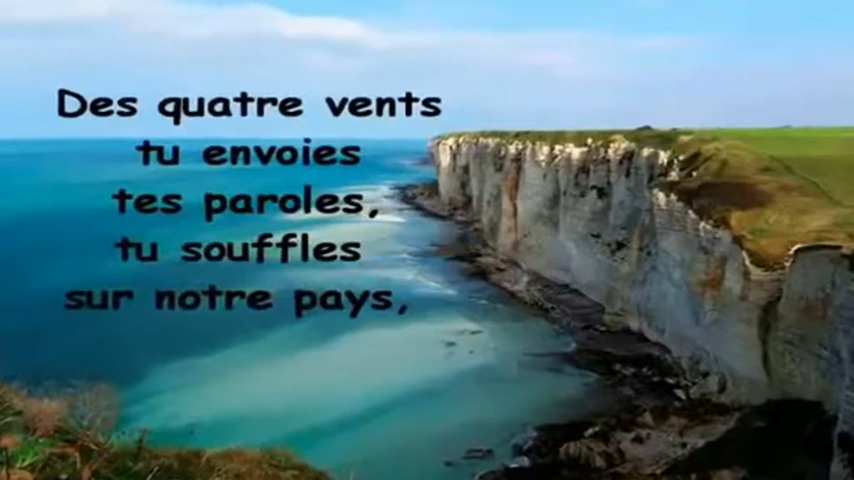 Des quatre vents
tu envoies
tes paroles,
tu souffles
sur notre pays,